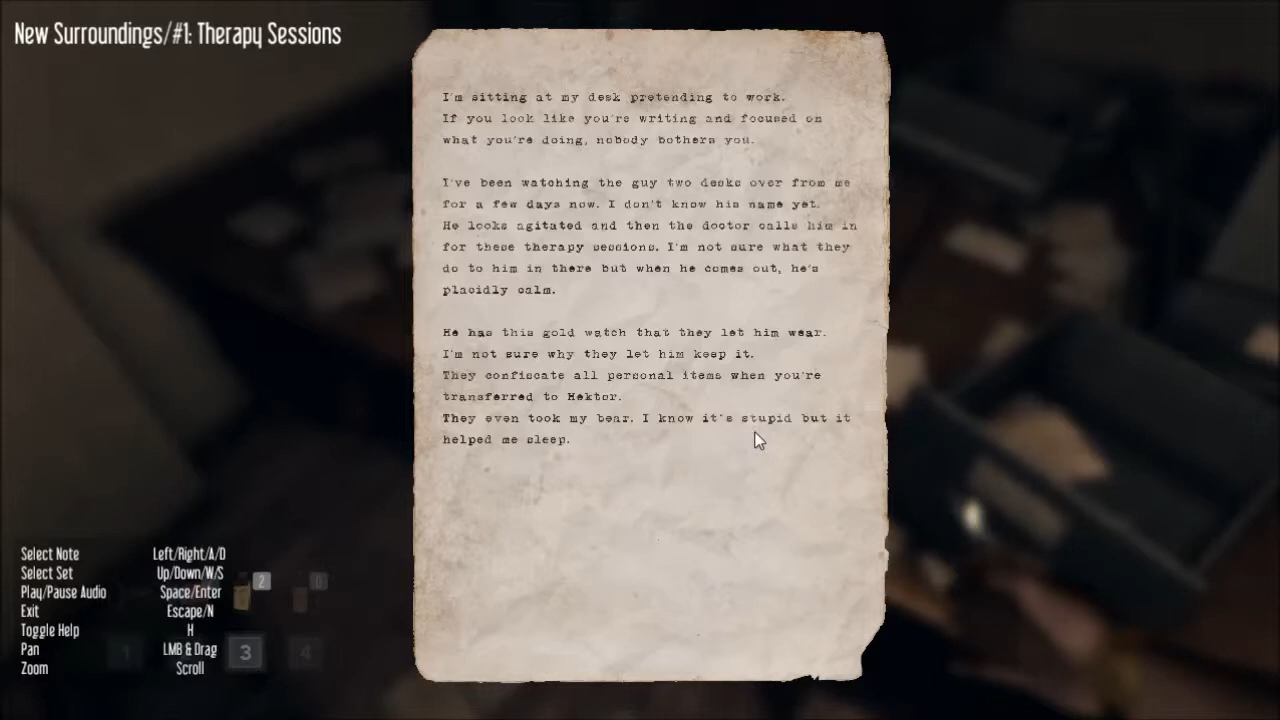 New Surroundings/#1: Therapy Sessions
I'm sitting at my desk pretending to work.
If you look like you're writing and focused on
what you're doing, nobody bothers you.
I've been watching the guy two desks over from me
for a few days now. I don't know his name yet.
He looks agitated and then the doctor calls him in
for these therapy sessions. I'm not sure what they
do to him in there but when he comes out, he's
placidly calm.
He has this gold watch that they let him wear.
I'm not sure why they let him keep it.
They confiscate all personal items when you're
transferred to Hektor.
They even took my bear. I know it's stupid but it
helped me sleep.
Select Note Left/Right/A/D
Select Set Up/Down/W/S
Play/Pause Audio Space/Enter
Exit Escape/N
Toggle Help H
Pan LMB & Drag
Zoom Scroll
2 0
1 3 4